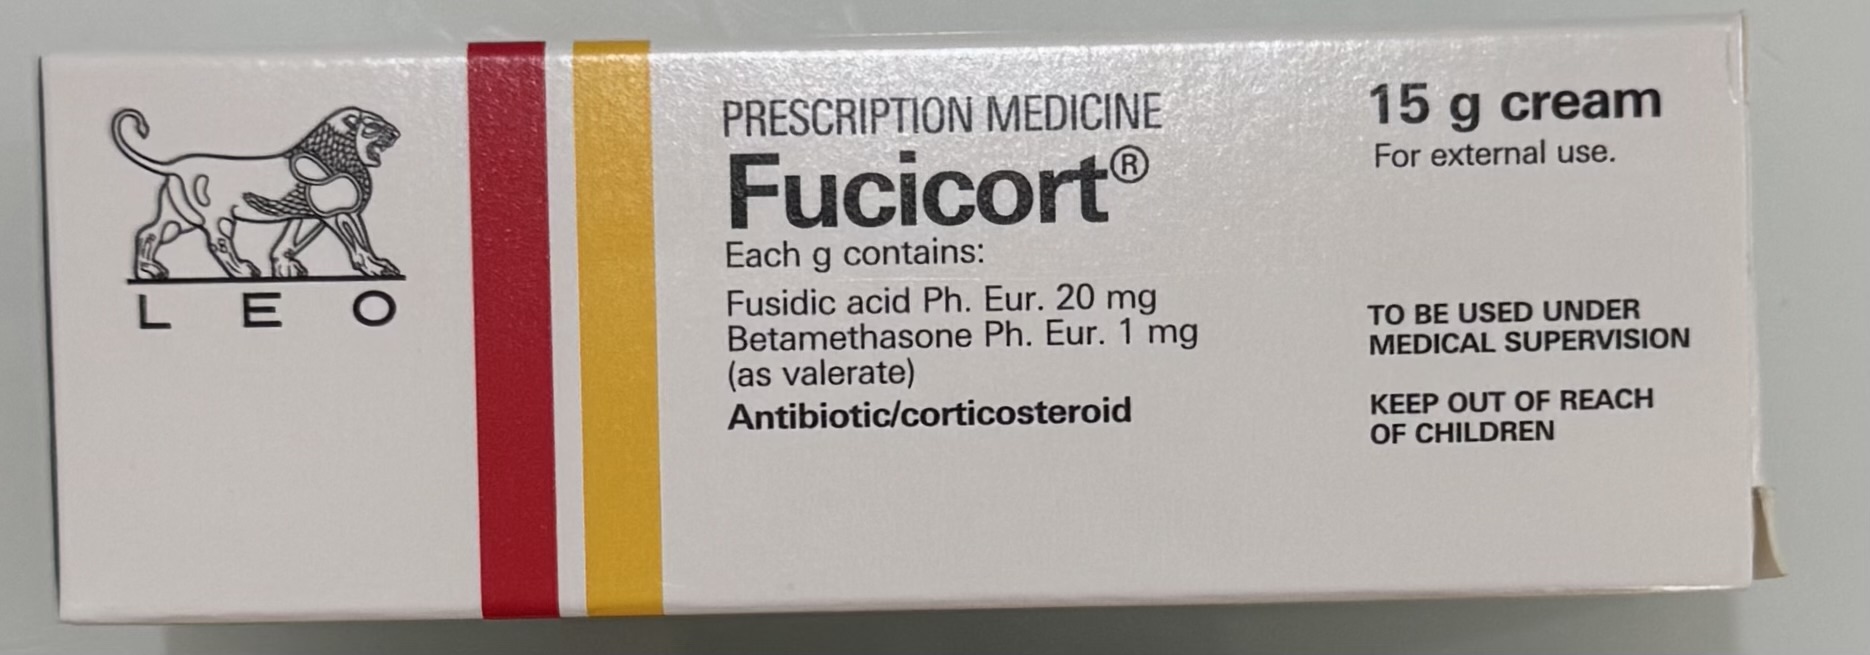 LEO
PRESCRIPTION MEDICINE
Fucicort®
Each g contains:
Fusidic acid Ph. Eur. 20 mg
Betamethasone Ph. Eur. 1 mg
(as valerate)
Antibiotic/corticosteroid
15 g cream
For external use.
TO BE USED UNDER
MEDICAL SUPERVISION
KEEP OUT OF REACH
OF CHILDREN